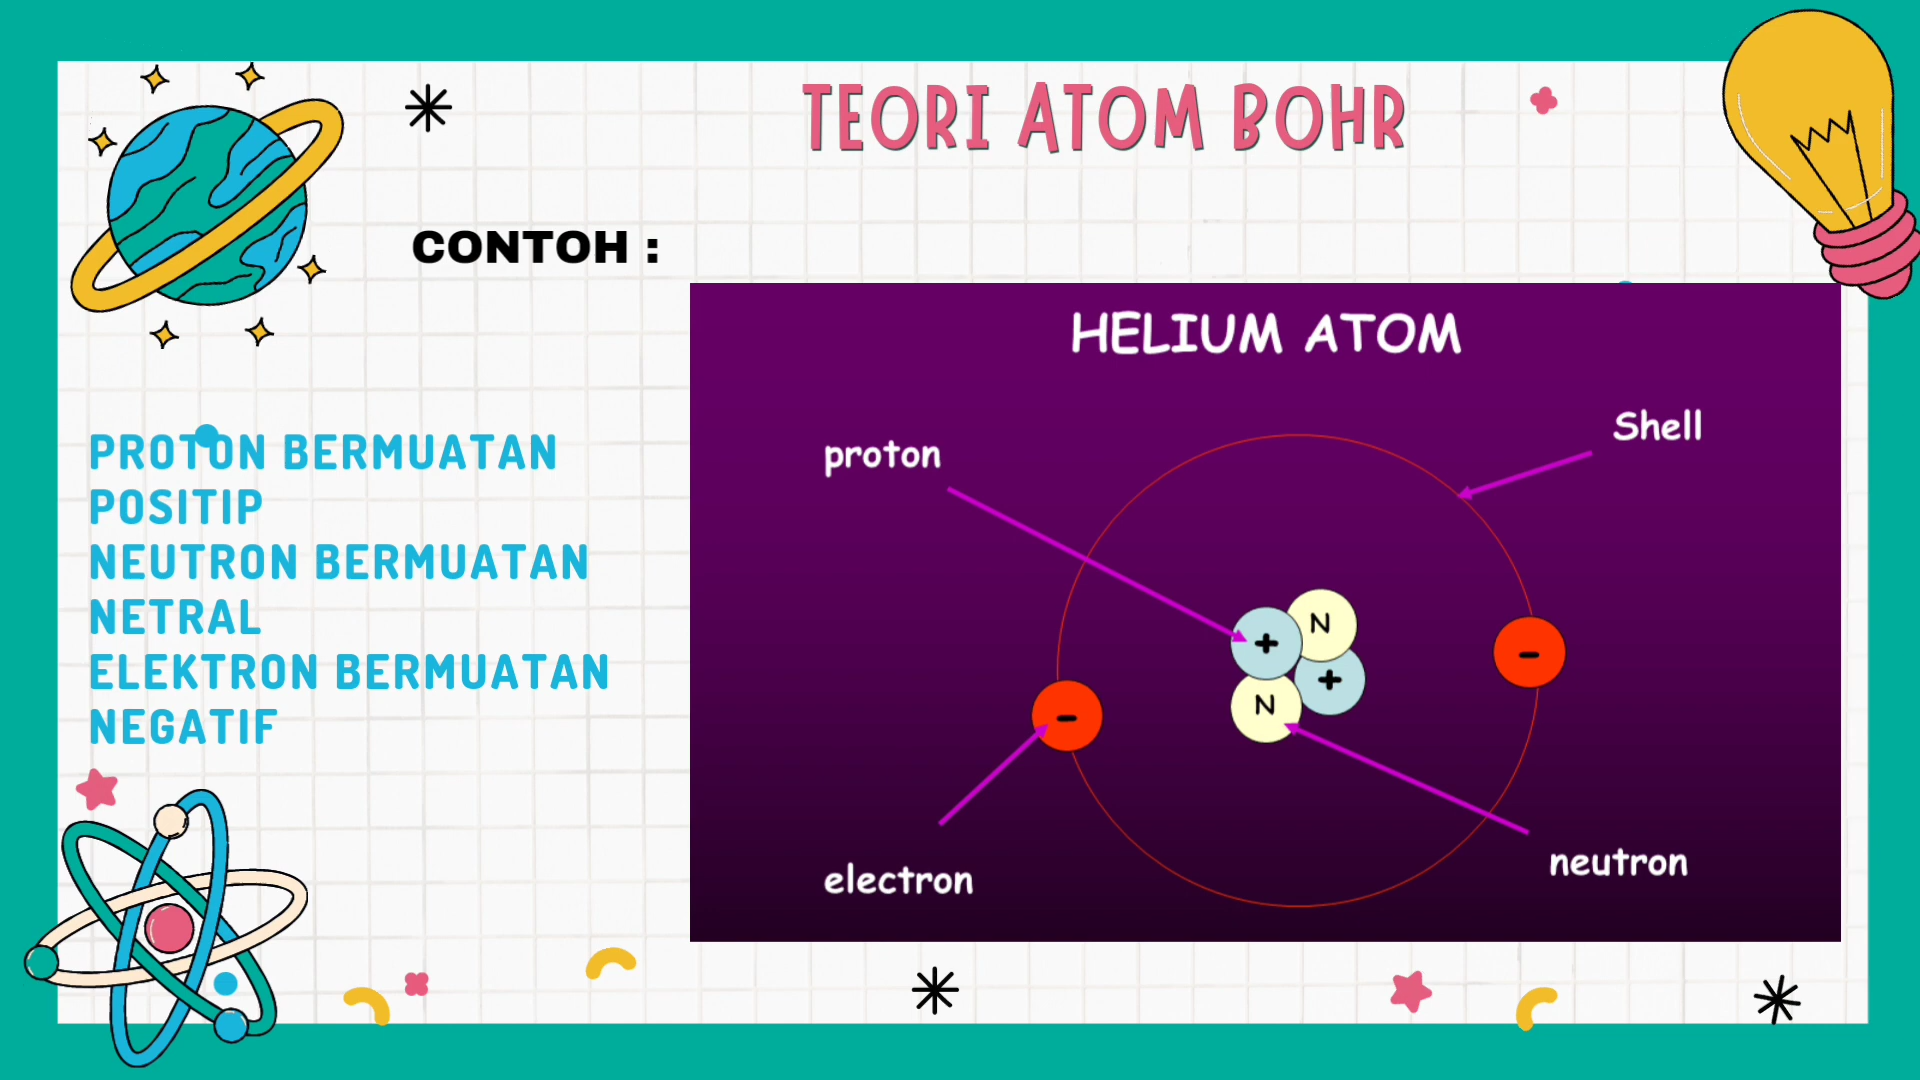 TEORI ATOM BOHR
CONTOH :
PROTON BERMUATAN
POSITIP
NEUTRON BERMUATAN
NETRAL
ELEKTRON BERMUATAN
NEGATIF
HELIUM ATOM
Shell
proton
N
+
+
-
N
-
neutron
electron